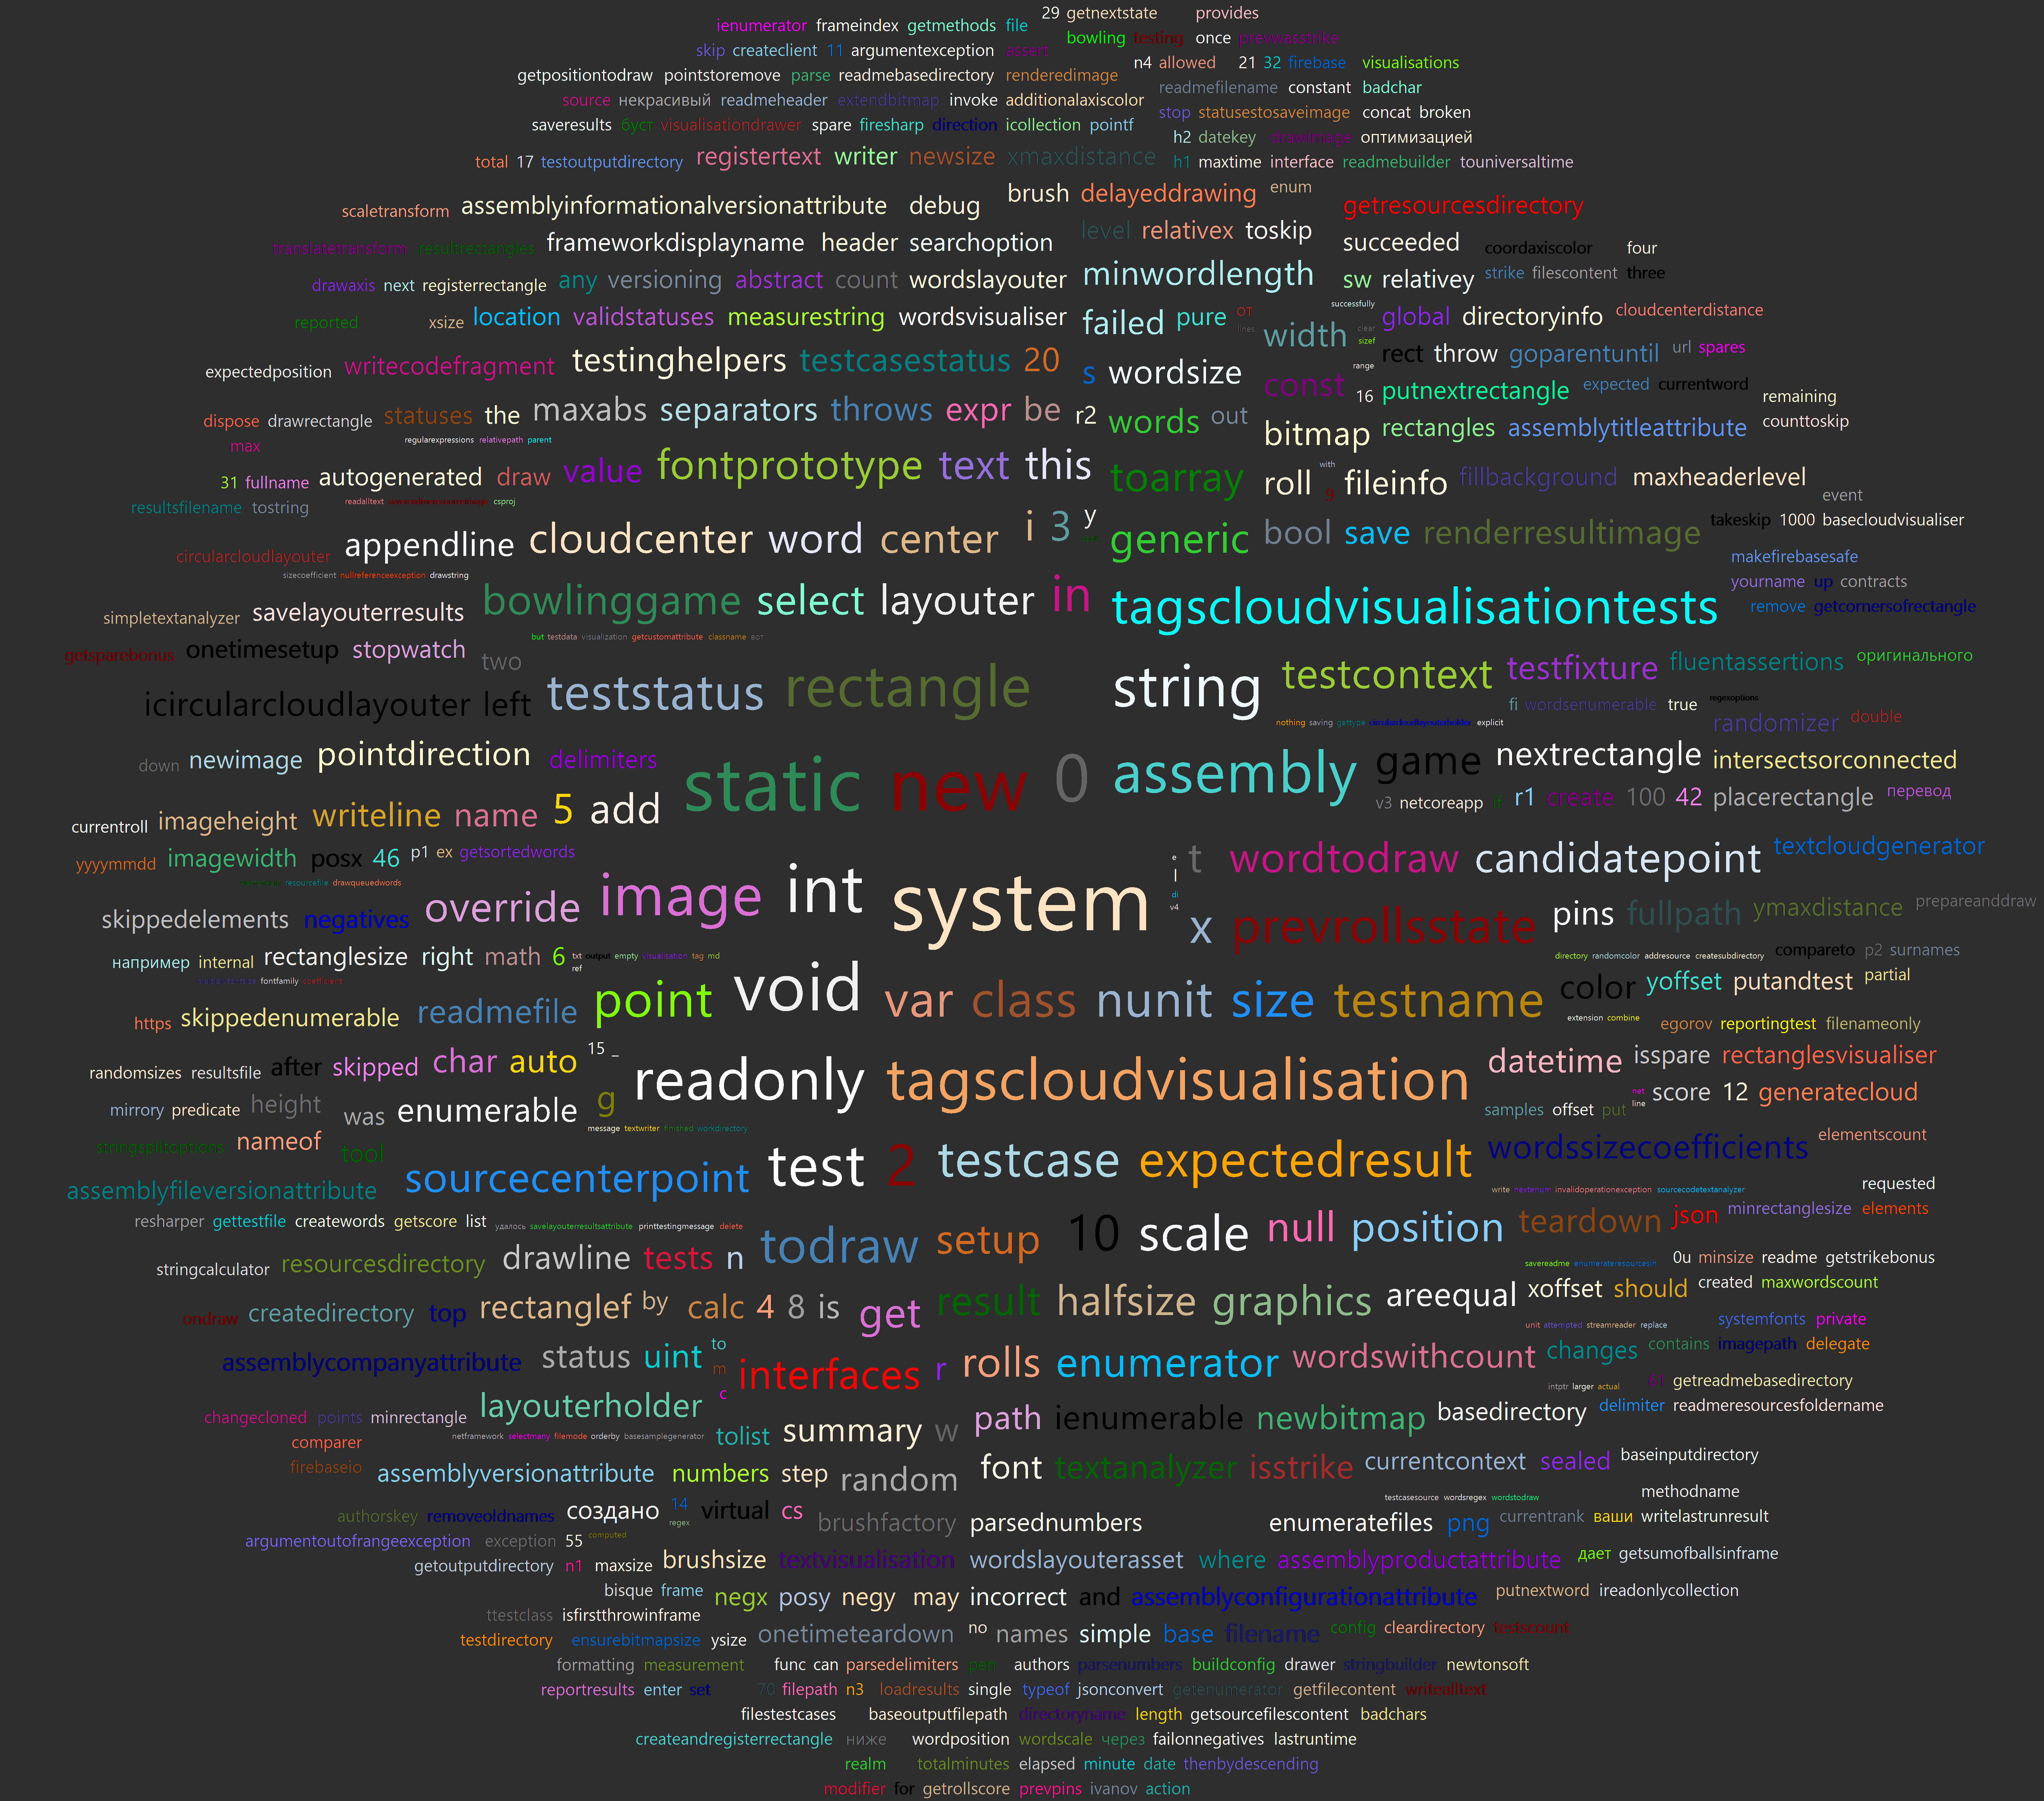 29 getnextstate provides
ienumerator frameindex getmethods file
bowling testing once prevwasstrike
skip createclient 11 argumentexception assert
n4 allowed 21 32 firebase visualisations
getpositiontodraw pointstoremove parse readmebasedirectory renderedimage
readmefilename constant badchar
source некрасивый readmeheader extendbitmap invoke additionalaxiscolor
stop statusestosaveimage concat broken
saveresults буст visualisationdrawer spare firesharp direction icollection pointf
h2 datekey drawimage оптимизацией
total 17 testoutputdirectory registertext writer newsize xmaxdistance h1 maxtime interface readmebuilder touniversaltime
brush delayeddrawing enum
scaletransform assemblyinformationalversionattribute debug getresourcesdirectory
level relativex toskip
translatetransform resultrectangles frameworkdisplayname header searchoption succeeded coordaxiscolor four
drawaxis next registerrectangle any versioning abstract count wordslayouter minwordlength sw relativey strike filescontent three
successfully
reported xsize location validstatuses measurestring wordsvisualiser failed pure от lines width clear sizef global directoryinfo cloudcenterdistance
rect throw goparentuntil url spares
expectedposition writecodefragment testinghelpers testcasestatus 20 s wordsize range
const 16 putnextrectangle expected currentword remaining
dispose drawrectangle statuses the maxabs separators throws expr be r2 words out
bitmap rectangles assemblytitleattribute counttoskip
max regularexpressions relativepath parent
31 fullname autogenerated draw value fontprototype text this toarray roll with 9 fileinfo fillbackground maxheaderlevel event
resultsfilename tostring readalltext csproj
circularcloudlayouter appendline cloudcenter word center i 3 y generic bool save renderresultimage takeskip 1000 basecloudvisualiser
makefirebasesafe
sizecoefficient nullreferenceexception drawstring
yourname up contracts
simpletextanalyzer savelayouterresults bowlinggame select layouter in tagscloudvisualisationtests remove getcornersofrectangle
but testdata visualization getcustomattribute classname вот
getsparebonus onetimesetup stopwatch two
string testcontext testfixture fluentassertions оригинального
icircularcloudlayouter left teststatus rectangle fi wordsenumerable true regexoptions
nothing saving gettype circularcloudlayouterholder explicit randomizer double
down newimage pointdirection delimiters static new 0 assembly game nextrectangle intersectsorconnected
v3 netcoreapp if r1 create 100 42 placerectangle перевод
currentroll imageheight writeline name 5 add
yyyymmdd imagewidth posx 46 p1 ex getsortedwords
resourcefile drawqueuedwords
e l di v4 t wordtodraw candidatepoint textcloudgenerator
skippedelements negatives override image int system x prevrollsstate pins fullpath ymaxdistance prepareanddraw
например internal rectanglesize right math 6 txt output empty visualisation tag md
ref
directory randomcolor addresource createsubdirectory compareto p2 surnames
fontfamily coefficient
https skippedenumerable readmefile point void var class nunit size testname color yoffset putandtest partial
extension combine egorov reportingtest filenameonly
randomsizes resultsfile after skipped char auto 15 _ readonly tagscloudvisualisation datetime isspare rectanglesvisualiser
mirrory predicate height was enumerable g samples offset put net line score 12 generatecloud
message textwriter finished workdirectory
stringsplitoptions nameof tool
sourcecenterpoint test 2 testcase expectedresult wordssizecoefficients elementscount
assemblyfileversionattribute write nextenum invalidoperationexception sourcecodetextanalyzer requested
resharper gettestfile createwords getscore list удалось savelayouterresultsattribute printtestingmessage delete
todraw setup 10 scale null position teardown json minrectanglesize elements
stringcalculator resourcesdirectory drawline tests n savereadme 0u minsize readme getstrikebonus
ondraw createdirectory top rectanglef by calc 4 8 is get result halfsize graphics areequal xoffset should created maxwordscount
unit attempted streamreader replace systemfonts private
assemblycompanyattribute status uint to m c interfaces r rolls enumerator wordswithcount changes contains imagepath delegate
intptr larger actual getreadmebasedirectory
changecloned points minrectangle layouterholder path ienumerable newbitmap basedirectory delimiter readmeresourcesfoldername
netframework selectmany filemode orderby basesamplegenerator tolist summary w
comparer
firebaseio assemblyversionattribute numbers step random font textanalyzer isstrike currentcontext sealed baseinputdirectory
testcasesource wordsregex wordstodraw methodname
authorskey removeoldnames создано 14 regex virtual cs brushfactory parsednumbers enumeratefiles png currentrank ваши writelastrunresult
argumentoutofrangeexception exception 55 computed
getoutputdirectory n1 maxsize brushsize textvisualisation wordslayouterasset where assemblyproductattribute дает getsumofballsinframe
bisque frame negx posy negy may incorrect and assemblyconfigurationattribute putnextword ireadonlycollection
ttestclass isfirstthrowinframe
testdirectory ensurebitmapsize ysize onetimeteardown no names simple base filename config cleardirectory testscount
formatting measurement func can parsedelimiters pen authors parsenumbers buildconfig drawer stringbuilder newtonsoft
reportresults enter set 70 filepath n3 loadresults single typeof jsonconvert getenumerator getfilecontent writealltext
filestestcases baseoutputfilepath directoryname length getsourcefilescontent badchars
createandregisterrectangle ниже wordposition wordscale через failonnegatives lastruntime
realm totalminutes elapsed minute date thenbydescending
modifier for getrollscore prevpins ivanov action